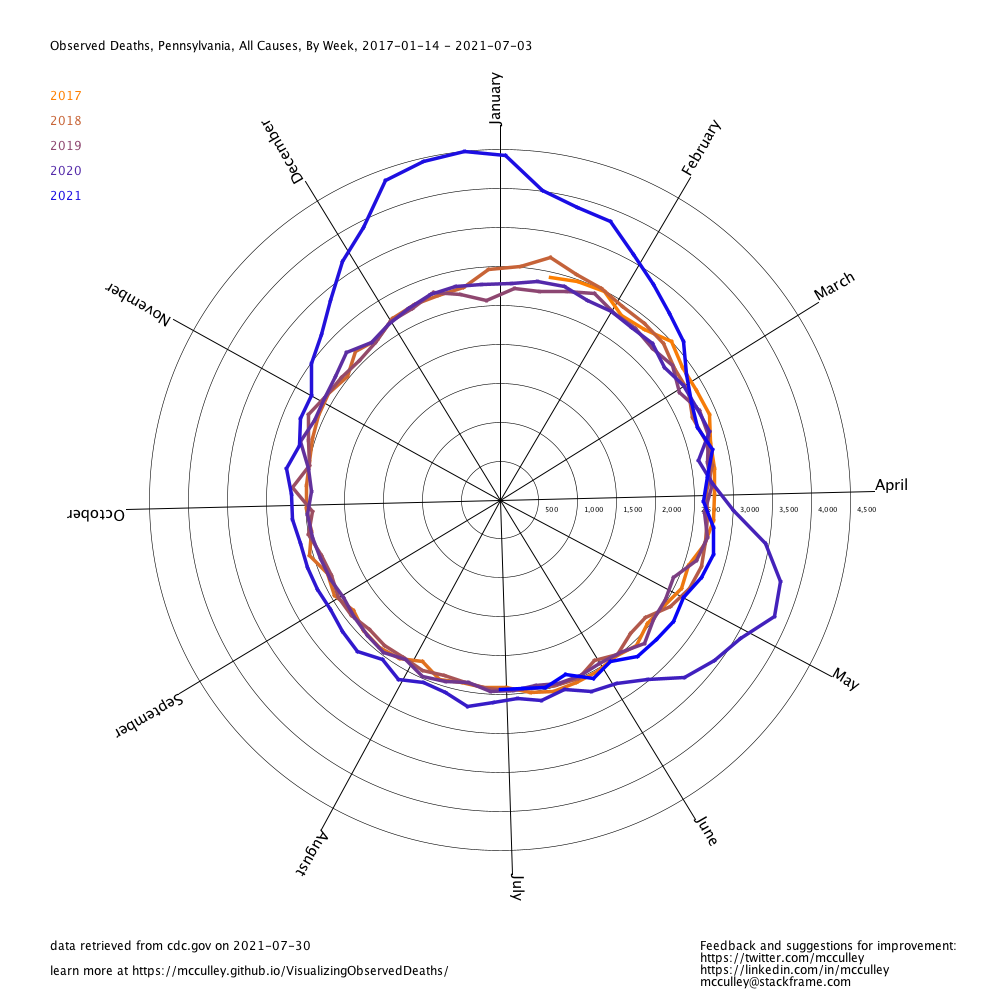 Observed Deaths, Pennsylvania, All Causes, By Week, 2017-01-14 - 2021-07-03
2017
2018
2019
2020
2021
January
February
March
April
May
June
July
August
September
October
November
December
500
1,000
1,500
2,000
2,500
3,000
3,500
4,000
4,500
data retrieved from cdc.gov on 2021-07-30
learn more at https://mcculley.github.io/VisualizingObservedDeaths/
Feedback and suggestions for improvement:
https://twitter.com/mcculley
https://linkedin.com/in/mcculley
mcculley@stackframe.com